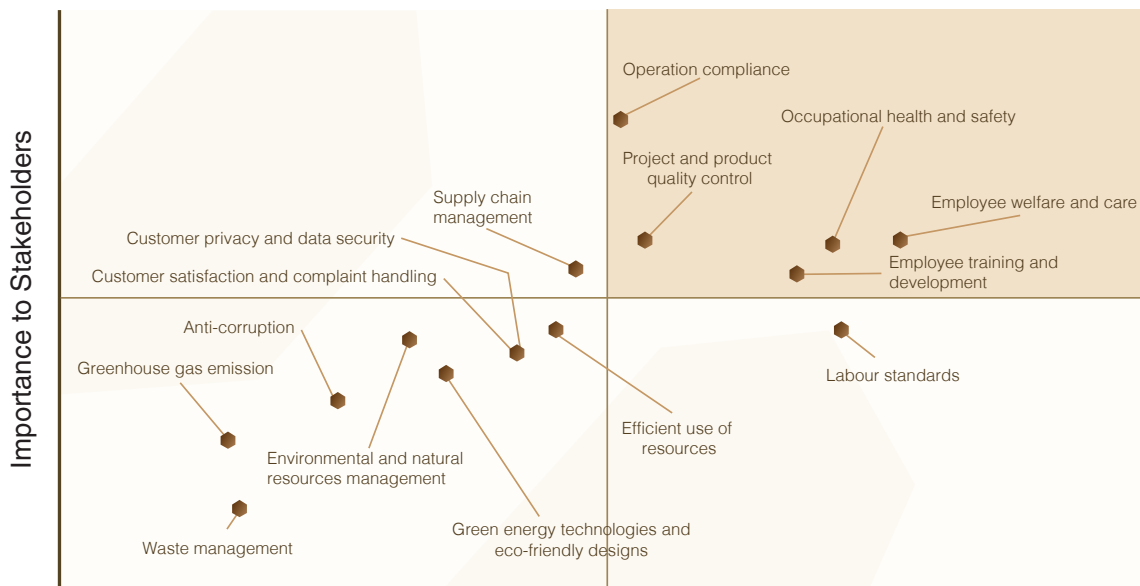 Importance to Stakeholders
Operation compliance
Occupational health and safety
Project and product
quality control
Supply chain
management
Employee welfare and care
Customer privacy and data security
Customer satisfaction and complaint handling
Employee training and
development
Anti-corruption
Greenhouse gas emission
Labour standards
Efficient use of
resources
Environmental and natural
resources management
Green energy technologies and
eco-friendly designs
Waste management